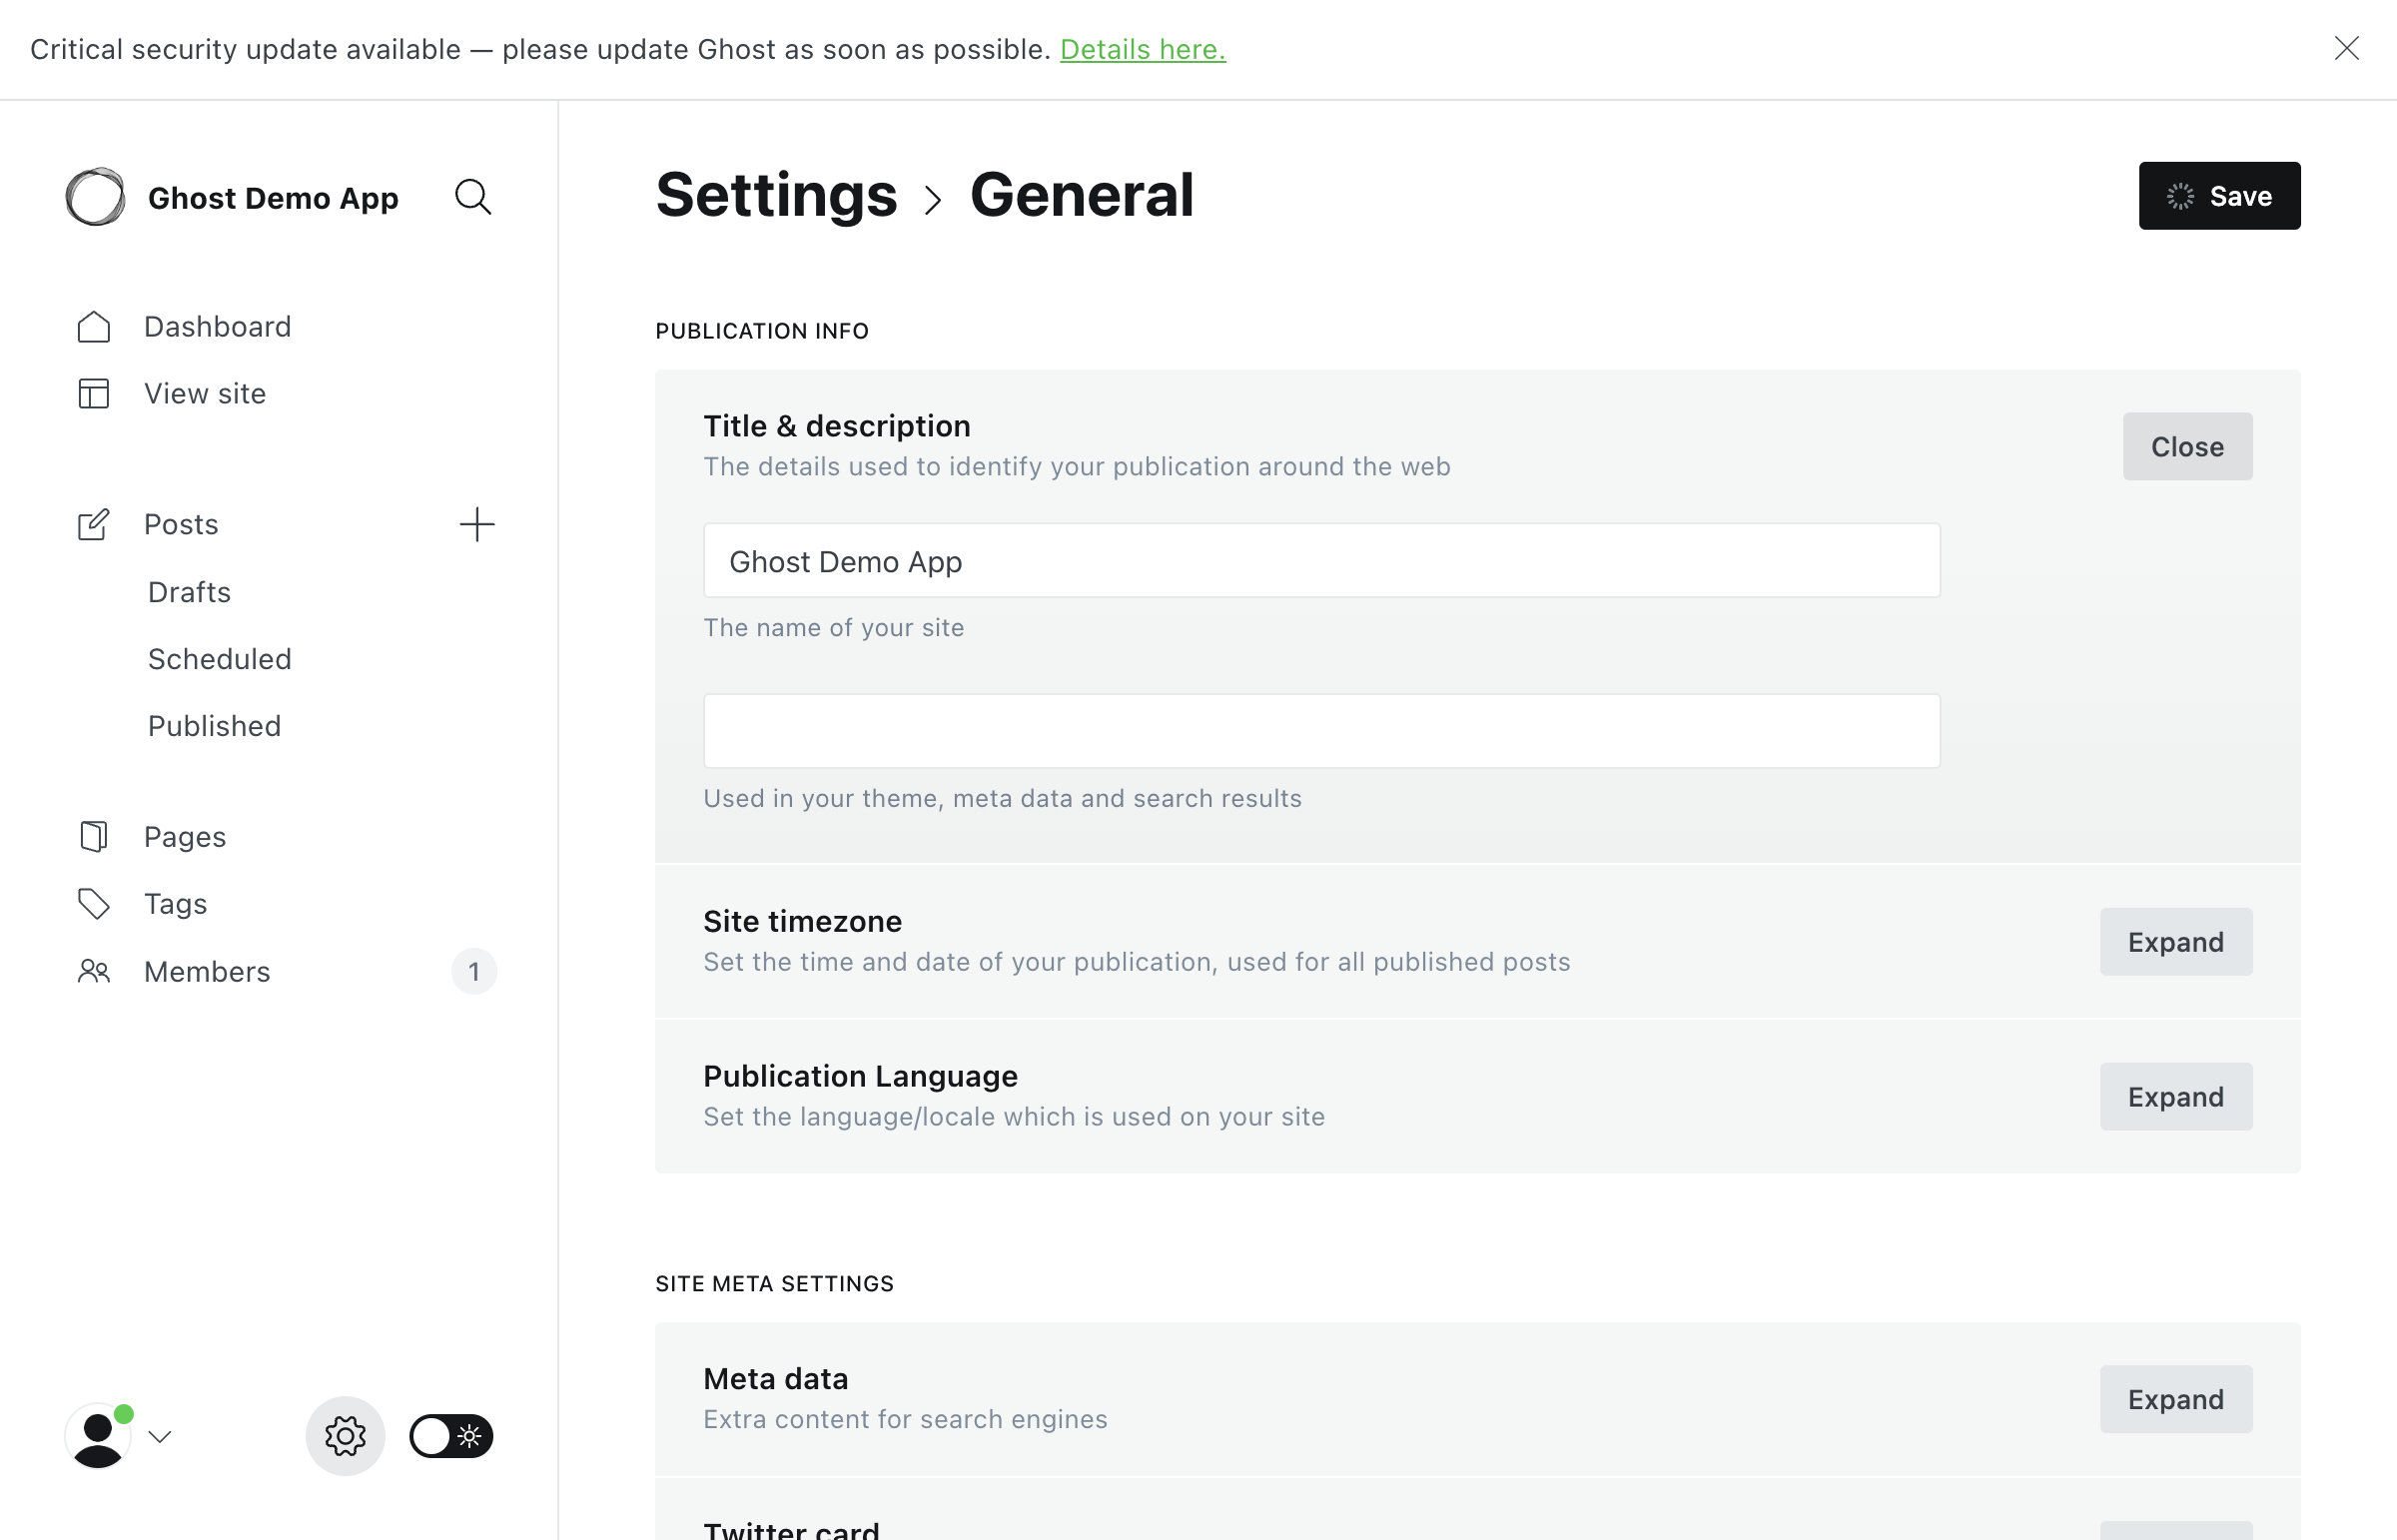 Critical security update available — please update Ghost as soon as possible. Details here.
Ghost Demo App
Dashboard
View site
Posts
Drafts
Scheduled
Published
Pages
Tags
Members 1
Settings > General
Save
PUBLICATION INFO
Title & description
The details used to identify your publication around the web
Close
Ghost Demo App
The name of your site
Used in your theme, meta data and search results
Site timezone
Set the time and date of your publication, used for all published posts
Expand
Publication Language
Set the language/locale which is used on your site
Expand
SITE META SETTINGS
Meta data
Extra content for search engines
Expand
Twitter card